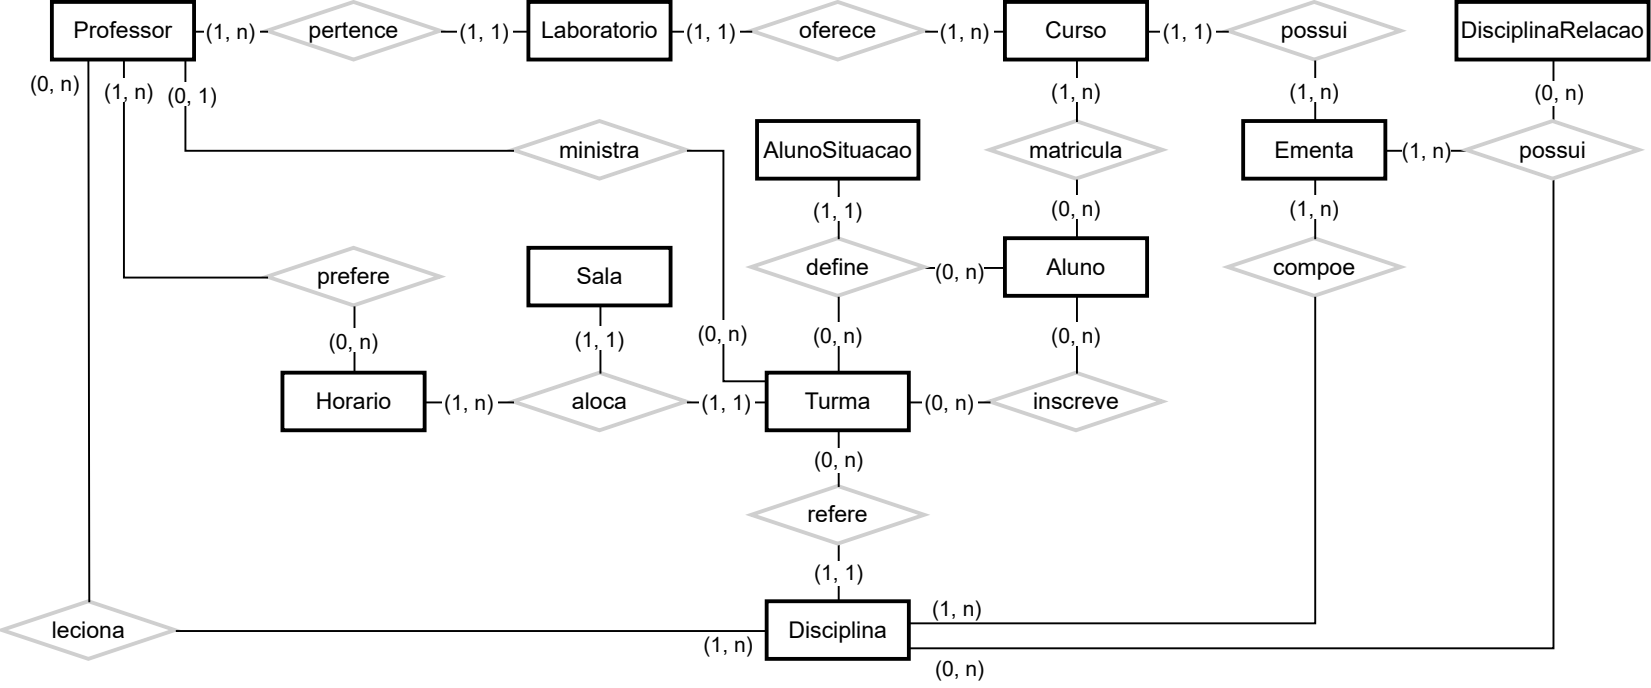 Professor (1, n) pertence (1, 1) Laboratorio (1, 1) oferece (1, n) Curso (1, 1) possui DisciplinaRelacao
(0, n) (1, n) (0, 1) (1, n) (1, n) (0, n)
ministra AlunoSituacao matricula Ementa (1, n) possui
(1, 1) (0, n) (1, n)
prefere Sala define (0, n) Aluno compoe
(0, n) (1, 1) (0, n) (0, n) (0, n)
Horario (1, n) aloca (1, 1) Turma (0, n) inscreve
(0, n)
refere
(1, 1)
(1, n)
leciona (1, n) Disciplina
(0, n)